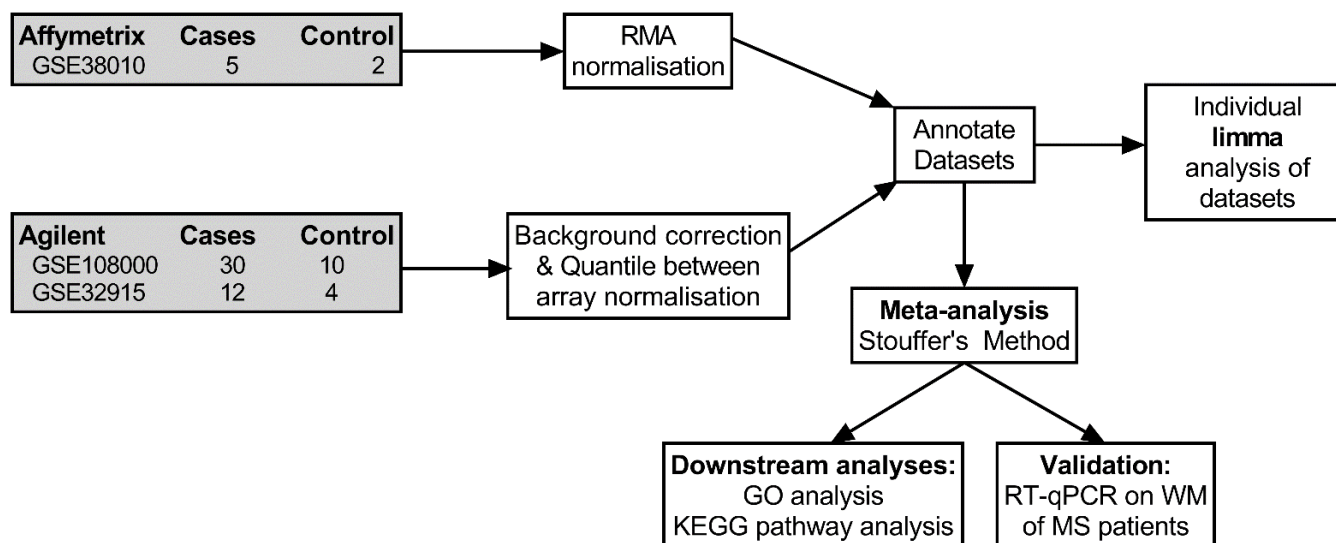 Affymetrix Cases Control
GSE38010 5 2
RMA
normalisation
Annotate
Datasets
Individual
limma
analysis of
datasets
Agilent Cases Control
GSE108000 30 10
GSE32915 12 4
Background correction
& Quantile between
array normalisation
Meta-analysis
Stouffer's Method
Downstream analyses:
GO analysis
KEGG pathway analysis
Validation:
RT-qPCR on WM
of MS patients